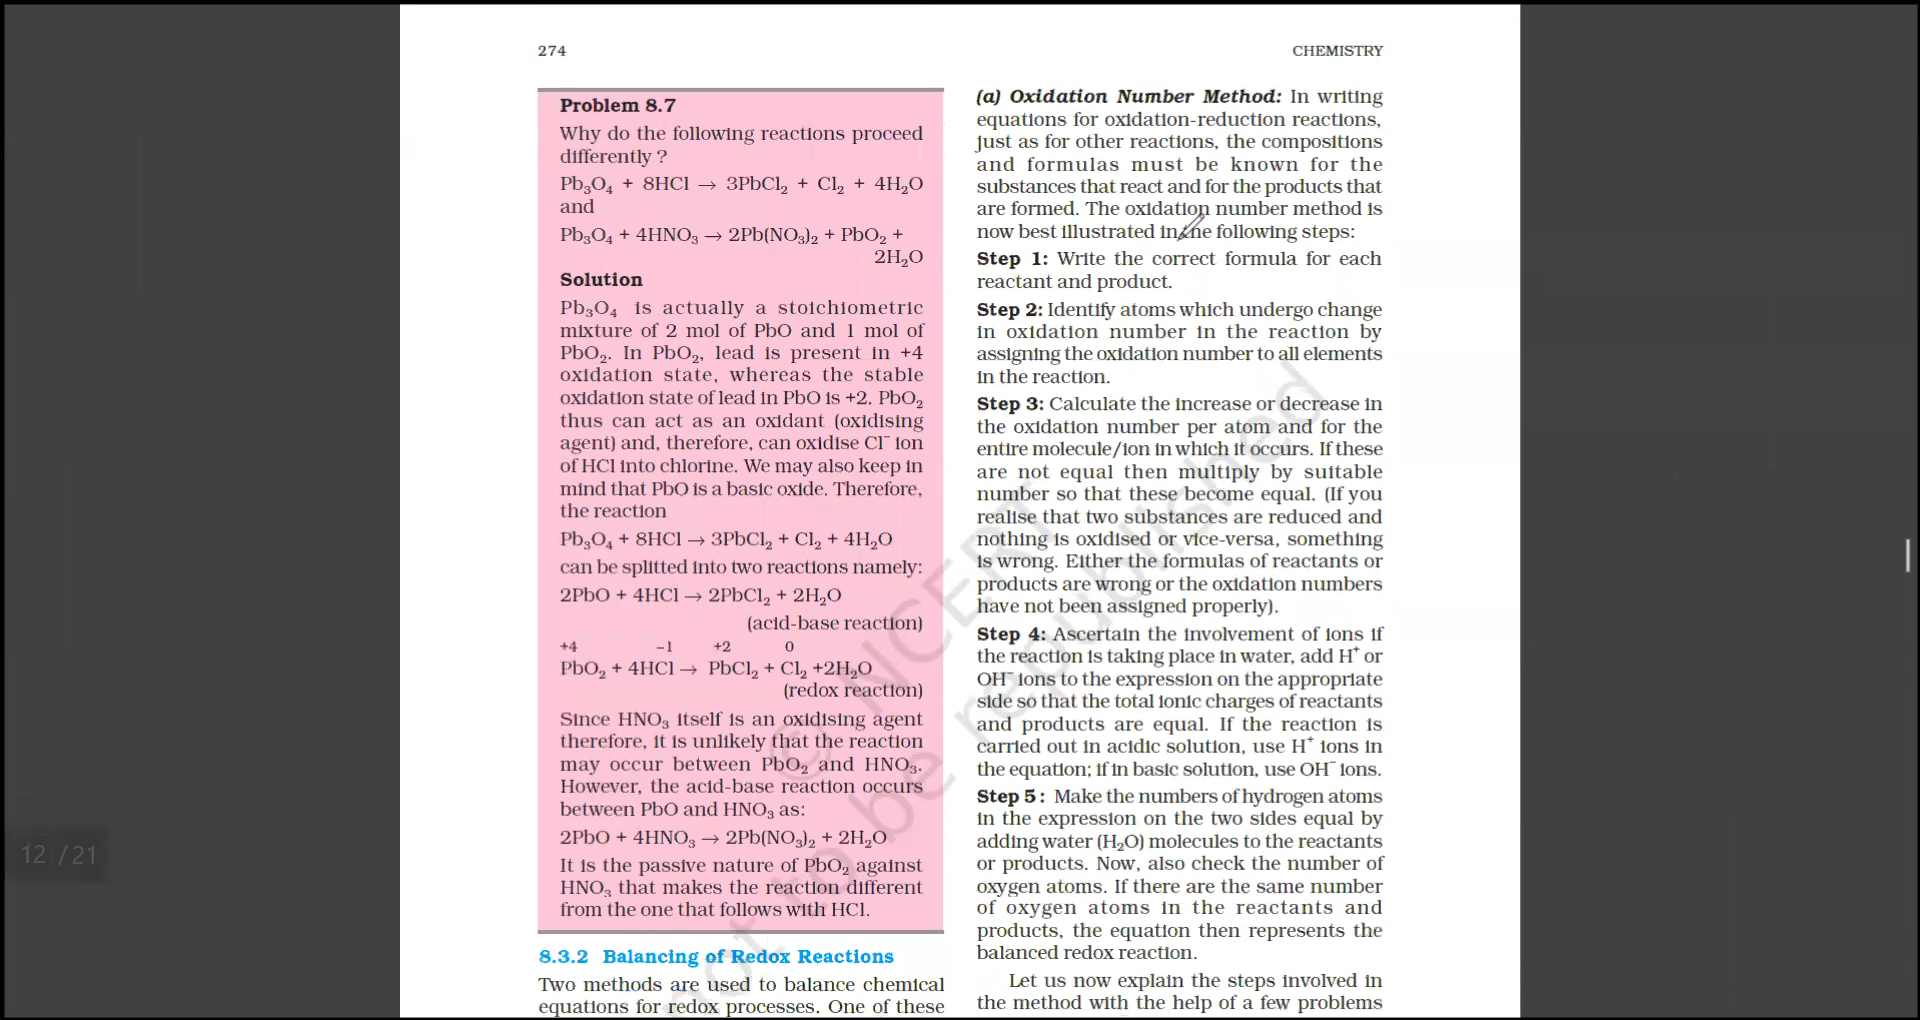 274
CHEMISTRY
Problem 8.7
Why do the following reactions proceed
differently ?
Pb₃O₄ + 8HCl → 3PbCl₂ + Cl₂ + 4H₂O
and
Pb₃O₄ + 4HNO₃ → 2Pb(NO₃)₂ + PbO₂ +
2H₂O
Solution
Pb₃O₄ is actually a stoichiometric
mixture of 2 mol of PbO and 1 mol of
PbO₂. In PbO₂, lead is present in +4
oxidation state, whereas the stable
oxidation state of lead in PbO is +2. PbO₂
thus can act as an oxidant (oxidising
agent) and, therefore, can oxidise Cl⁻ ion
of HCl into chlorine. We may also keep in
mind that PbO is a basic oxide. Therefore,
the reaction
Pb₃O₄ + 8HCl → 3PbCl₂ + Cl₂ + 4H₂O
can be splitted into two reactions namely:
2PbO + 4HCl → 2PbCl₂ + 2H₂O
(acid-base reaction)
+4 –1 +2 0
PbO₂ + 4HCl → PbCl₂ + Cl₂ +2H₂O
(redox reaction)
Since HNO₃ itself is an oxidising agent
therefore, it is unlikely that the reaction
may occur between PbO₂ and HNO₃.
However, the acid-base reaction occurs
between PbO and HNO₃ as:
2PbO + 4HNO₃ → 2Pb(NO₃)₂ + 2H₂O
It is the passive nature of PbO₂ against
HNO₃ that makes the reaction different
from the one that follows with HCl.
8.3.2 Balancing of Redox Reactions
Two methods are used to balance chemical
equations for redox processes. One of these
(a) Oxidation Number Method: In writing
equations for oxidation-reduction reactions,
just as for other reactions, the compositions
and formulas must be known for the
substances that react and for the products that
are formed. The oxidation number method is
now best illustrated in the following steps:
Step 1: Write the correct formula for each
reactant and product.
Step 2: Identify atoms which undergo change
in oxidation number in the reaction by
assigning the oxidation number to all elements
in the reaction.
Step 3: Calculate the increase or decrease in
the oxidation number per atom and for the
entire molecule/ion in which it occurs. If these
are not equal then multiply by suitable
number so that these become equal. (If you
realise that two substances are reduced and
nothing is oxidised or vice-versa, something
is wrong. Either the formulas of reactants or
products are wrong or the oxidation numbers
have not been assigned properly).
Step 4: Ascertain the involvement of ions if
the reaction is taking place in water, add H⁺ or
OH⁻ ions to the expression on the appropriate
side so that the total ionic charges of reactants
and products are equal. If the reaction is
carried out in acidic solution, use H⁺ ions in
the equation; if in basic solution, use OH⁻ ions.
Step 5 : Make the numbers of hydrogen atoms
in the expression on the two sides equal by
adding water (H₂O) molecules to the reactants
or products. Now, also check the number of
oxygen atoms. If there are the same number
of oxygen atoms in the reactants and
products, the equation then represents the
balanced redox reaction.
Let us now explain the steps involved in
the method with the help of a few problems
12 / 21
© NCERT
not to be republished